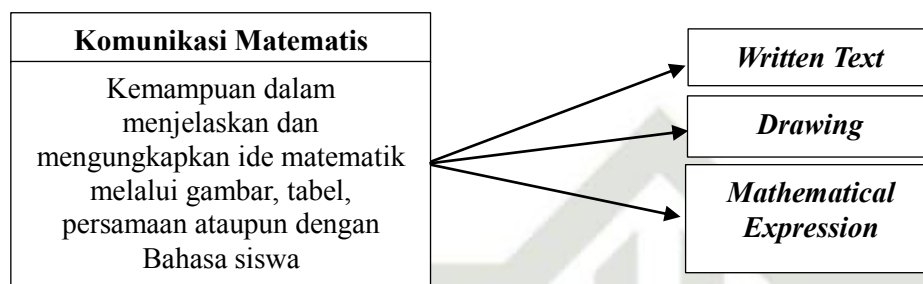 Komunikasi Matematis
Kemampuan dalam
menjelaskan dan
mengungkapkan ide matematik
melalui gambar, tabel,
persamaan ataupun dengan
Bahasa siswa
Written Text
Drawing
Mathematical
Expression